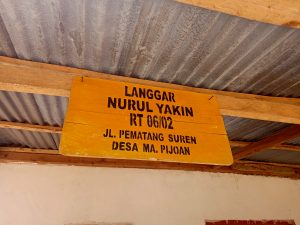 LANGGAR
NURUL YAKIN
RT 06/02
JL. PEMATANG SUREN
DESA MA. PIJOAN